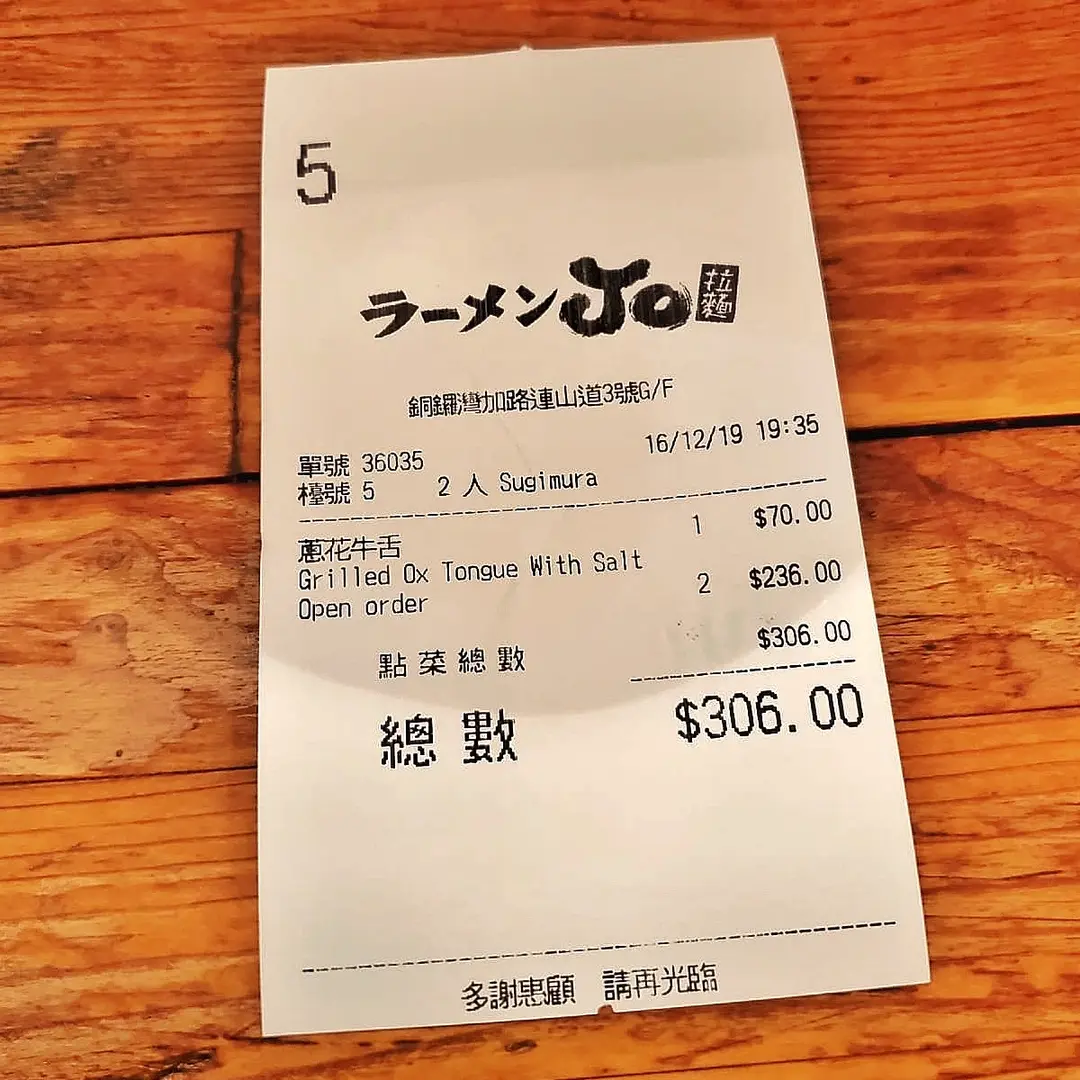 5
ラーメン Jo 拉麵
銅鑼灣加路連山道3號G/F
16/12/19 19:35
單號 36035
檯號 5 2 人 Sugimura
蔥花牛舌 1 $70.00
Grilled Ox Tongue With Salt
Open order 2 $236.00
點菜總數 $306.00
總數 $306.00
多謝惠顧 請再光臨